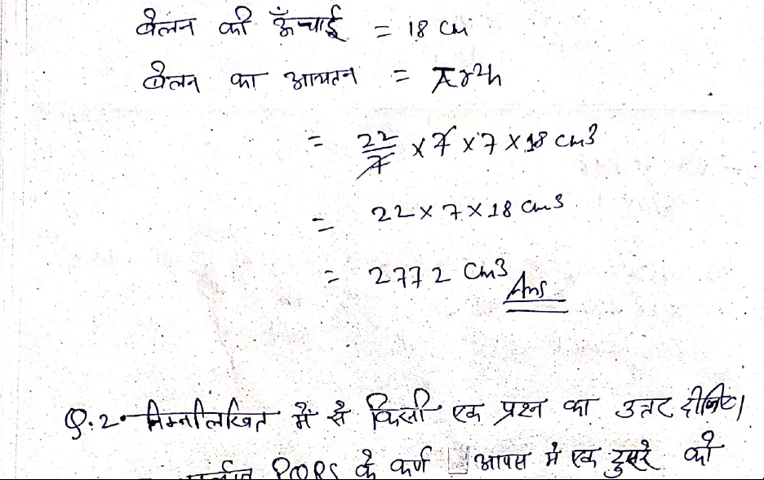 बेलन की ऊँचाई = 18 cm
बेलन का आयतन = πr2h
= 22/7 × 7 × 7 × 18 cm3
= 22 × 7 × 18 cm3
= 2772 cm3 Ans
Q.2. निम्नलिखित में से किसी एक प्रश्न का उत्तर दीजिए।
PQRS के कर्ण आपस में एक दुसरे को